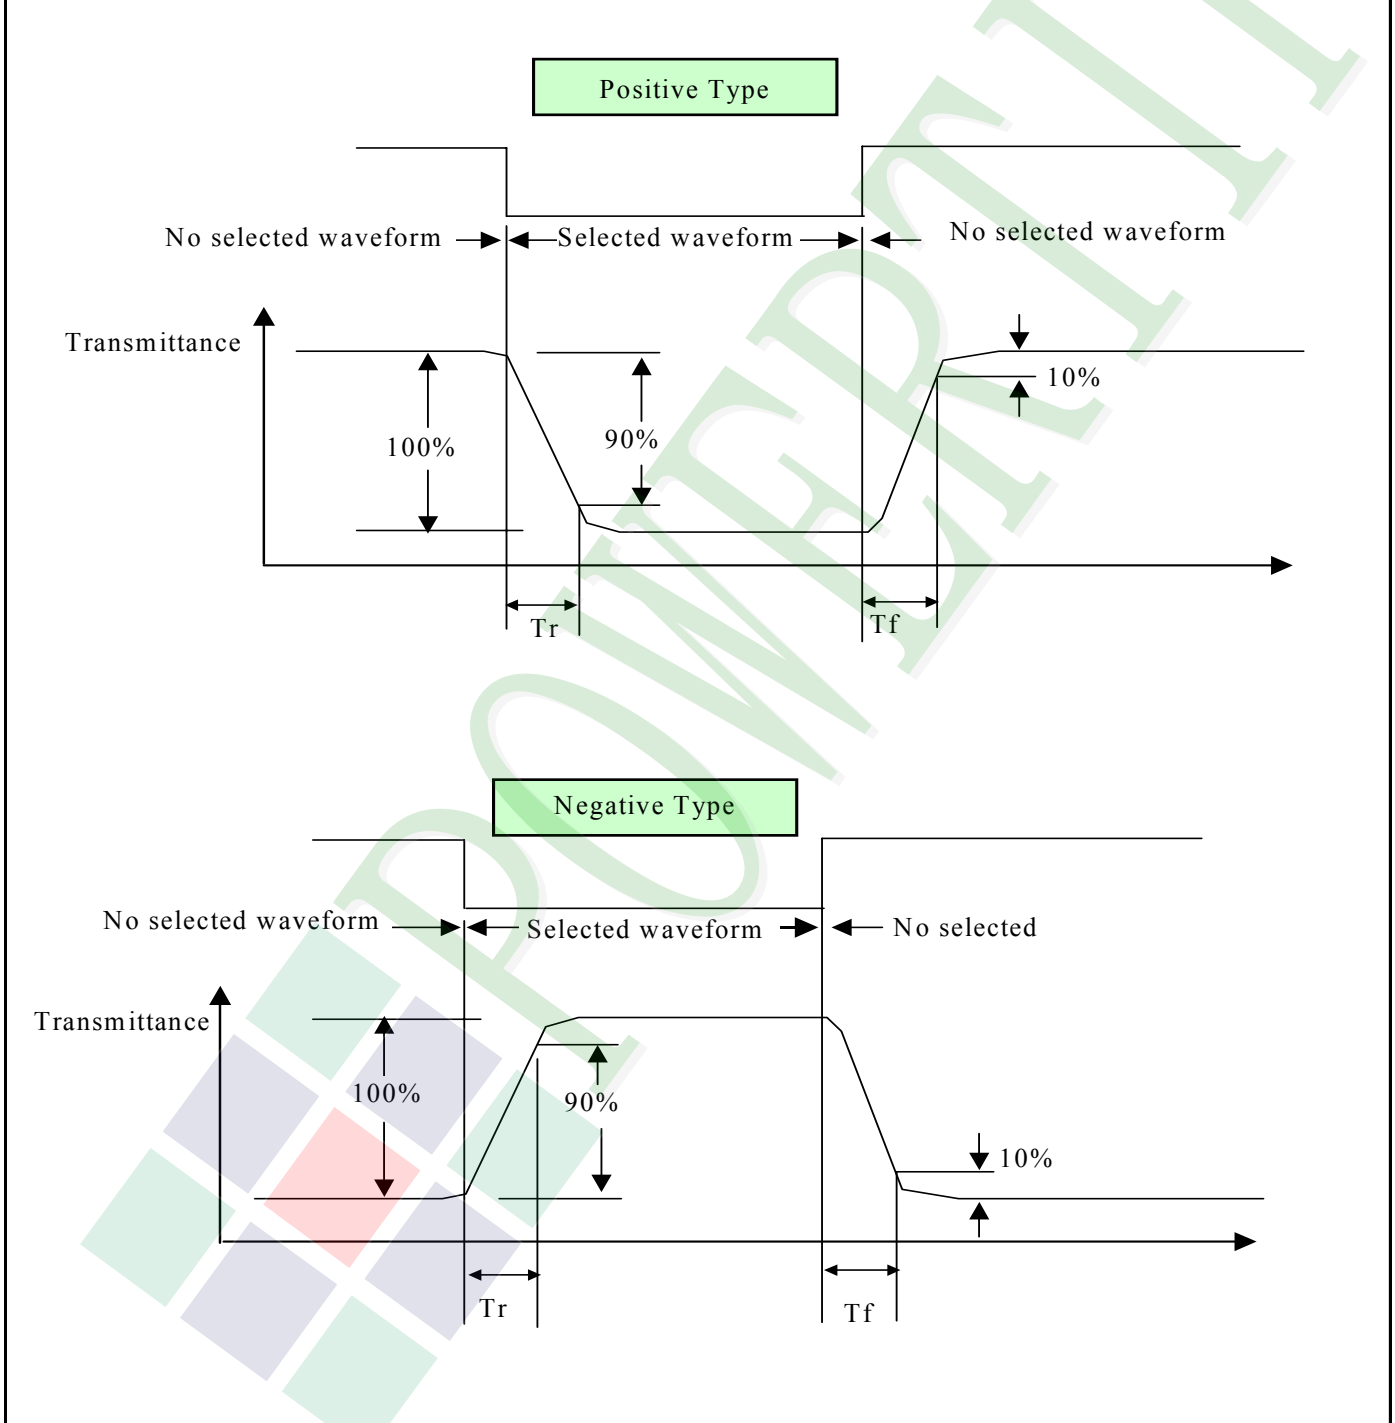 Positive Type
No selected waveform
Selected waveform
No selected waveform
Transmittance
100%
90%
10%
Tr
Tf
Negative Type
No selected waveform
Selected waveform
No selected
Transmittance
100%
90%
10%
Tr
Tf
POWERTI